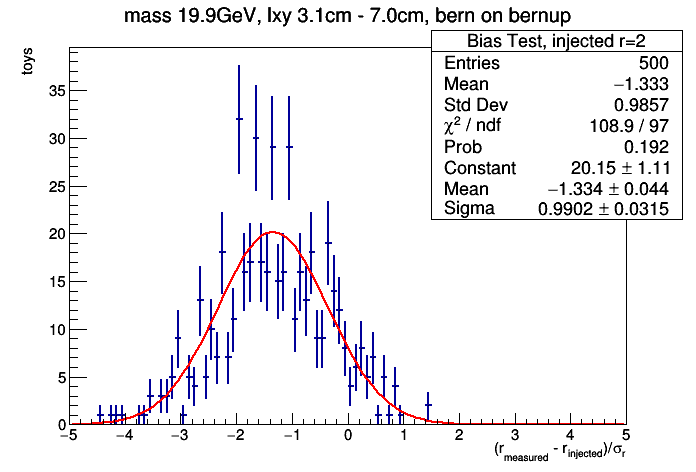 mass 19.9GeV, lxy 3.1cm - 7.0cm, bern on bernup
toys
Bias Test, injected r=2
Entries 500
Mean −1.333
Std Dev 0.9857
χ² / ndf 108.9 / 97
Prob 0.192
Constant 20.15 ± 1.11
Mean −1.334 ± 0.044
Sigma 0.9902 ± 0.0315
35
30
25
20
15
10
5
0
−5 −4 −3 −2 −1 0 1 2 3 4 5
(r_measured - r_injected)/σ_r